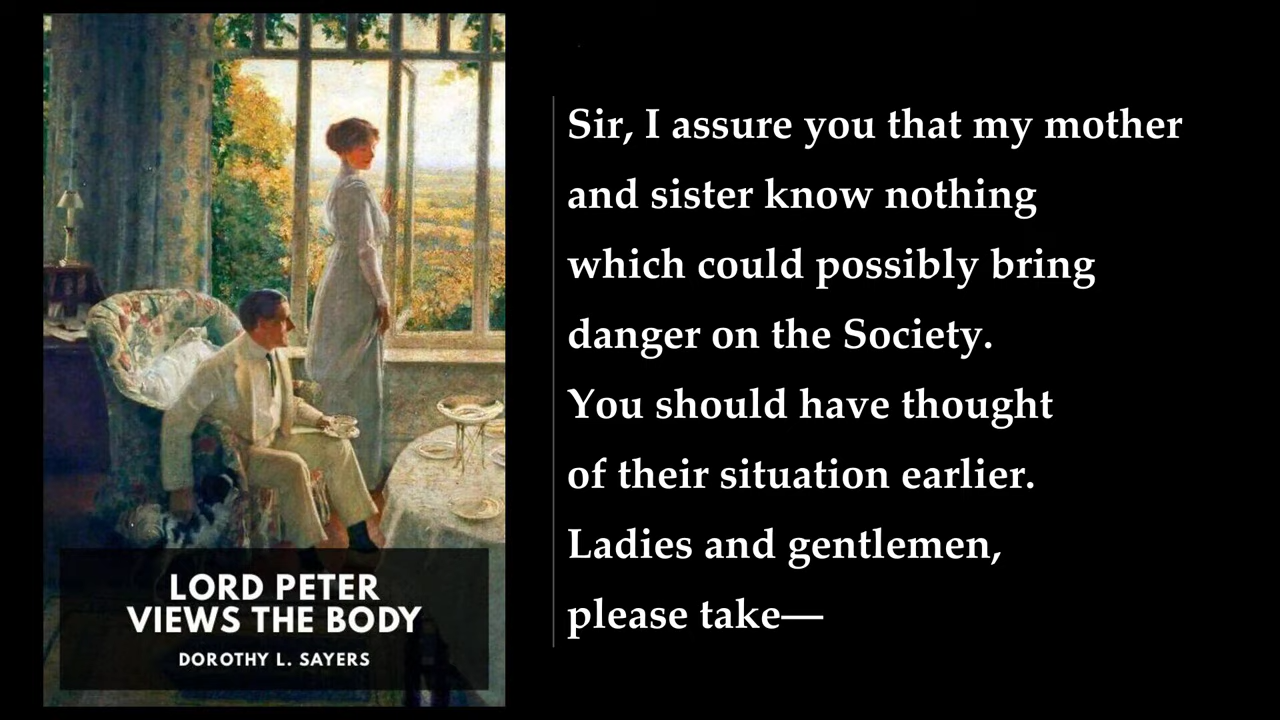 LORD PETER
VIEWS THE BODY
DOROTHY L. SAYERS
Sir, I assure you that my mother
and sister know nothing
which could possibly bring
danger on the Society.
You should have thought
of their situation earlier.
Ladies and gentlemen,
please take—